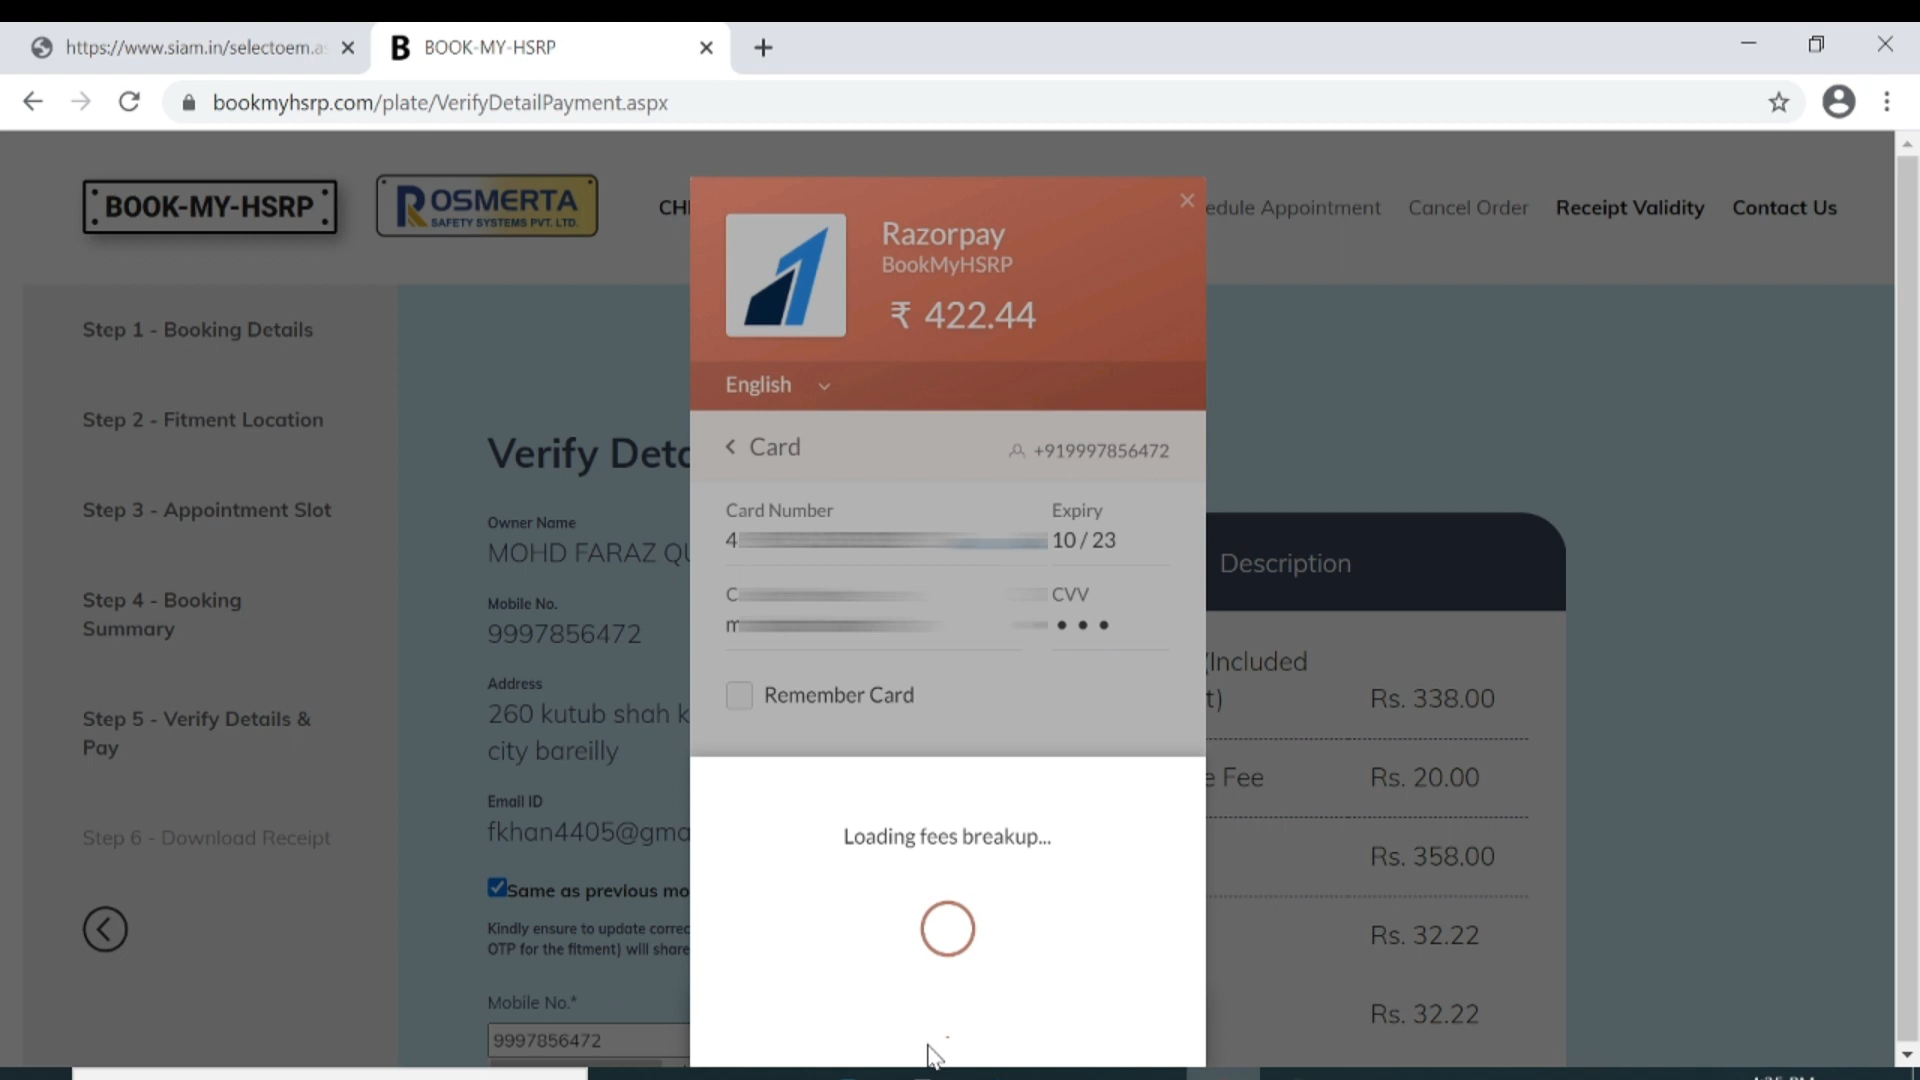 https://www.siam.in/selectoem.as
BOOK-MY-HSRP
bookmyhsrp.com/plate/VerifyDetailPayment.aspx
BOOK-MY-HSRP
ROSMERTA
SAFETY SYSTEMS PVT. LTD.
edule Appointment
Cancel Order
Receipt Validity
Contact Us
Razorpay
BookMyHSRP
₹ 422.44
English
Step 1 - Booking Details
Step 2 - Fitment Location
Step 3 - Appointment Slot
Step 4 - Booking
Summary
Step 5 - Verify Details &
Pay
Step 6 - Download Receipt
Verify Deta
Owner Name
MOHD FARAZ QU
Mobile No.
9997856472
Address
260 kutub shah k
city bareilly
Email ID
fkhan4405@gma
Same as previous mo
Kindly ensure to update correc
OTP for the fitment) will share
Mobile No.*
9997856472
Card
+919997856472
Card Number
Expiry
4
10 / 23
C
CVV
m
Remember Card
Loading fees breakup...
Description
(Included
t)
Rs. 338.00
e Fee
Rs. 20.00
Rs. 358.00
Rs. 32.22
Rs. 32.22